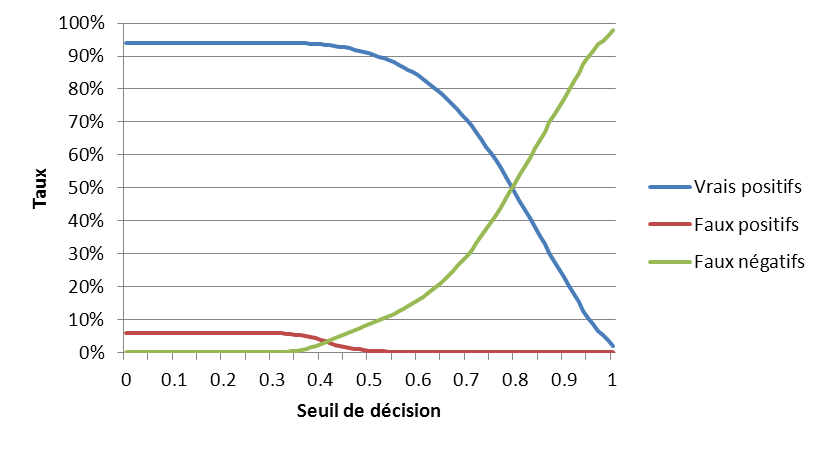 100%
90%
80%
70%
60%
50%
40%
30%
20%
10%
0%
Taux
0 0.1 0.2 0.3 0.4 0.5 0.6 0.7 0.8 0.9 1
Seuil de décision
Vrais positifs
Faux positifs
Faux négatifs